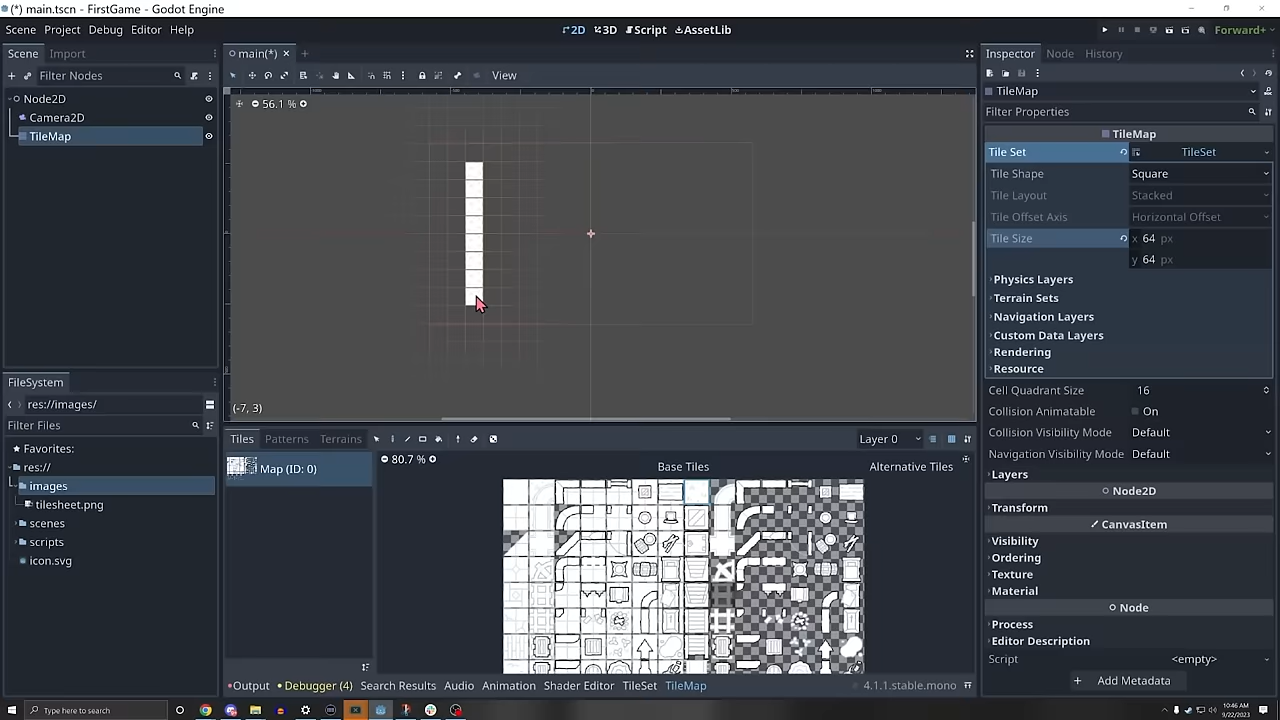 (*) main.tscn - FirstGame - Godot Engine
Scene Project Debug Editor Help
2D 3D Script AssetLib
Forward+
Scene Import
Filter Nodes
Node2D
Camera2D
TileMap
FileSystem
res://images/
Filter Files
Favorites:
res://
images
tilesheet.png
scenes
scripts
icon.svg
main(*)
View
56.1 %
(-7, 3)
Tiles Patterns Terrains
Layer 0
Map (ID: 0)
80.7 %
Base Tiles
Alternative Tiles
Output Debugger (4) Search Results Audio Animation Shader Editor TileSet TileMap
4.1.1.stable.mono
Inspector Node History
TileMap
Filter Properties
TileMap
Tile Set TileSet
Tile Shape Square
Tile Layout Stacked
Tile Offset Axis Horizontal Offset
Tile Size x 64 px
y 64 px
Physics Layers
Terrain Sets
Navigation Layers
Custom Data Layers
Rendering
Resource
Cell Quadrant Size 16
Collision Animatable On
Collision Visibility Mode Default
Navigation Visibility Mode Default
Layers
Node2D
Transform
CanvasItem
Visibility
Ordering
Texture
Material
Node
Process
Editor Description
Script <empty>
+ Add Metadata
Type here to search
10:46 AM
9/22/2023